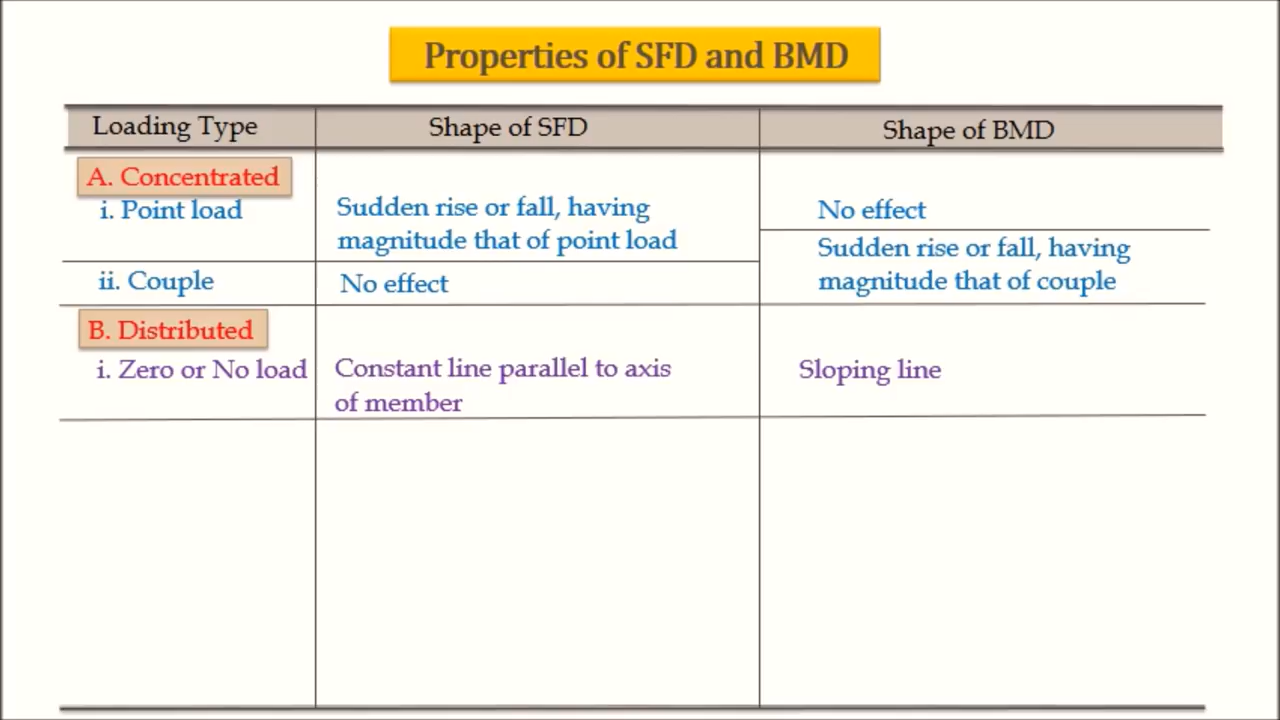 Properties of SFD and BMD
Loading Type
Shape of SFD
Shape of BMD
A. Concentrated
i. Point load
Sudden rise or fall, having
magnitude that of point load
No effect
ii. Couple
No effect
Sudden rise or fall, having
magnitude that of couple
B. Distributed
i. Zero or No load
Constant line parallel to axis
of member
Sloping line